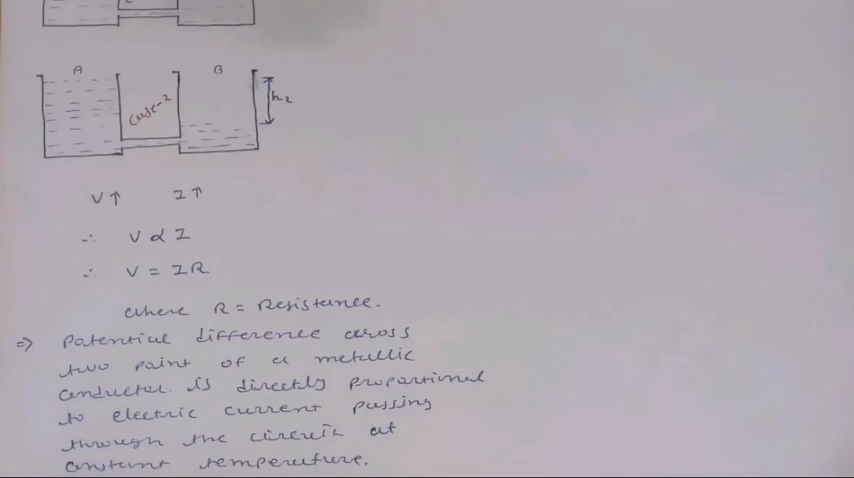 A B
Case-2
h2
V↑ I↑
∴ V ∝ I
∴ V = IR
where R = Resistance.
⇒ Potential difference across
two point of a metallic
conductor is directly proportional
to electric current passing
through the circuit at
constant temperature.